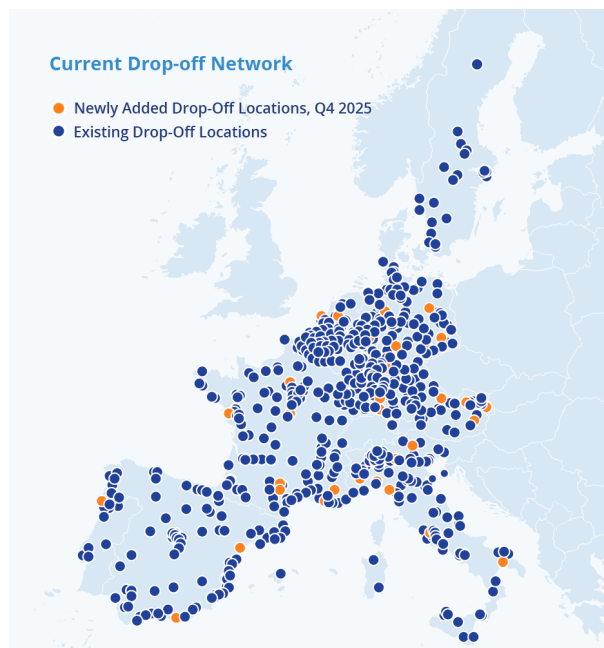 Current Drop-off Network
Newly Added Drop-Off Locations, Q4 2025
Existing Drop-Off Locations